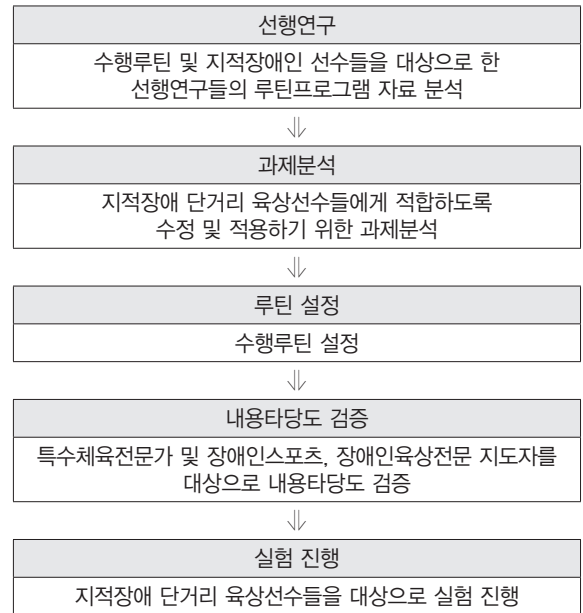 선행연구
수행루틴 및 지적장애인 선수들을 대상으로 한
선행연구들의 루틴프로그램 자료 분석
⇓
과제분석
지적장애 단거리 육상선수들에게 적합하도록
수정 및 적용하기 위한 과제분석
⇓
루틴 설정
수행루틴 설정
⇓
내용타당도 검증
특수체육전문가 및 장애인스포츠, 장애인육상전문 지도자를
대상으로 내용타당도 검증
⇓
실험 진행
지적장애 단거리 육상선수들을 대상으로 실험 진행